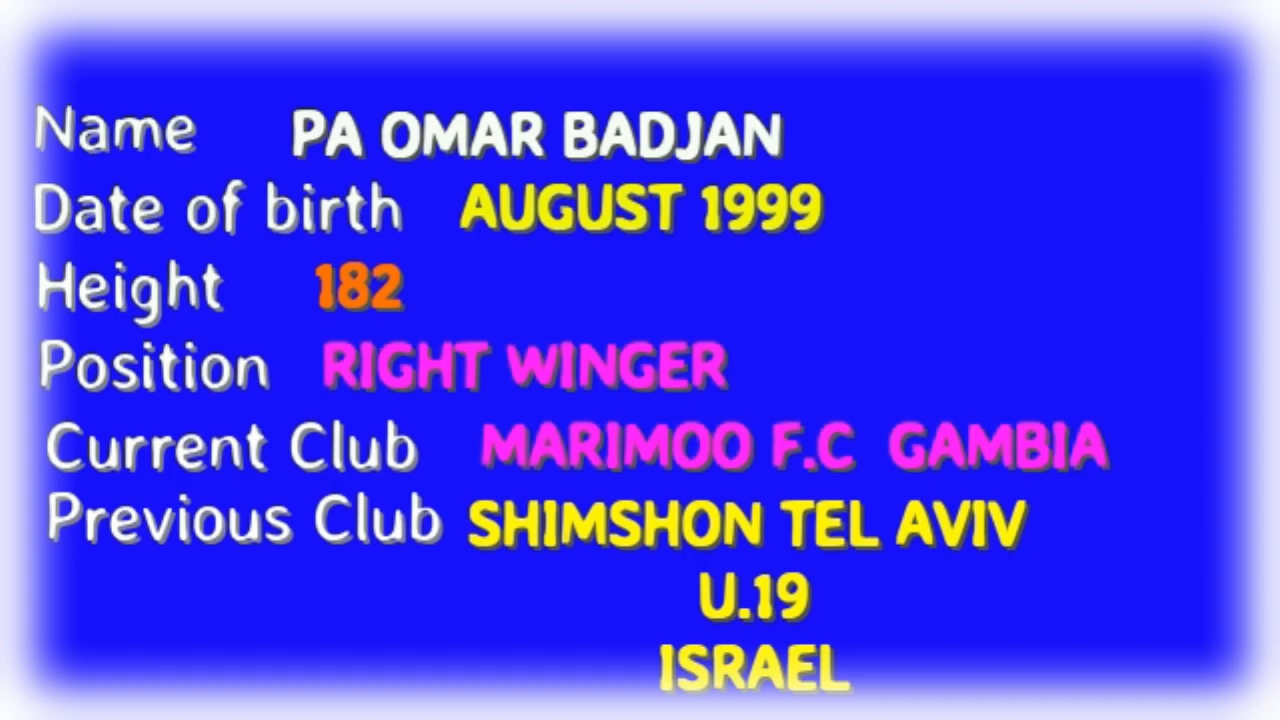 Name PA OMAR BADJAN
Date of birth AUGUST 1999
Height 182
Position RIGHT WINGER
Current Club MARIMOO F.C GAMBIA
Previous Club SHIMSHON TEL AVIV
U.19
ISRAEL